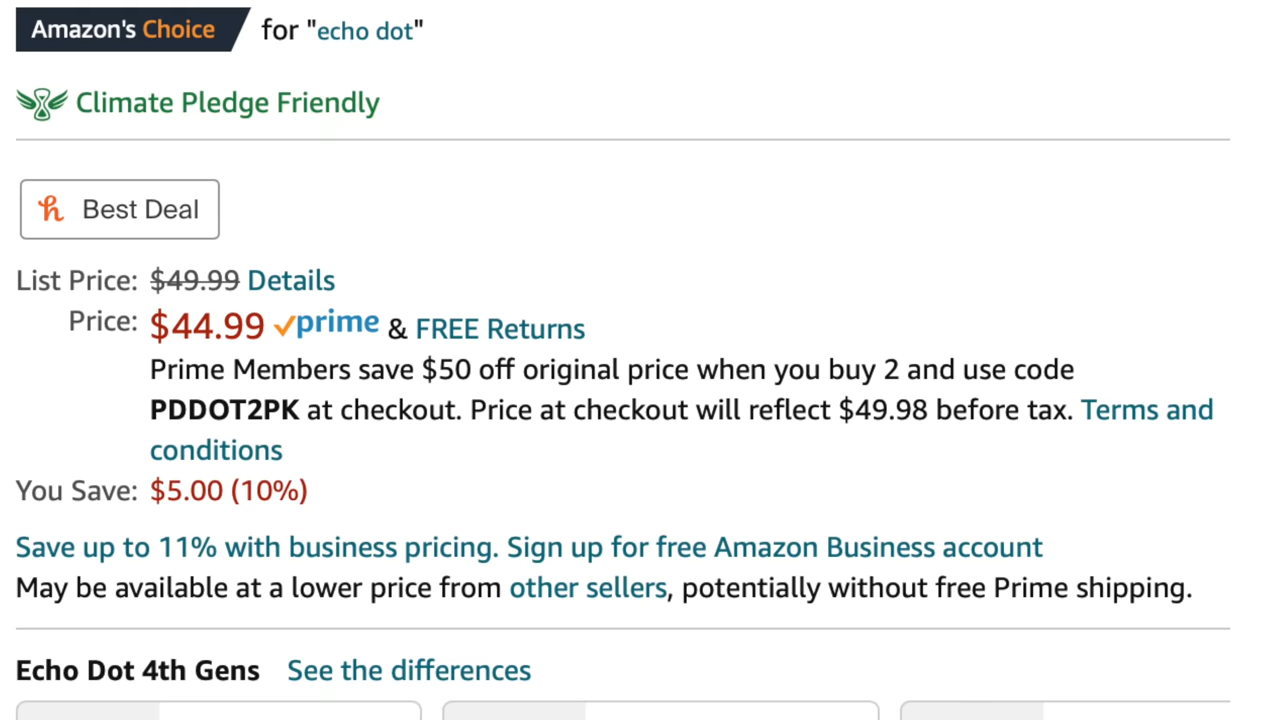 Amazon's Choice for "echo dot"
Climate Pledge Friendly
Best Deal
List Price: $49.99 Details
Price: $44.99 prime & FREE Returns
Prime Members save $50 off original price when you buy 2 and use code
PDDOT2PK at checkout. Price at checkout will reflect $49.98 before tax. Terms and
conditions
You Save: $5.00 (10%)
Save up to 11% with business pricing. Sign up for free Amazon Business account
May be available at a lower price from other sellers, potentially without free Prime shipping.
Echo Dot 4th Gens See the differences